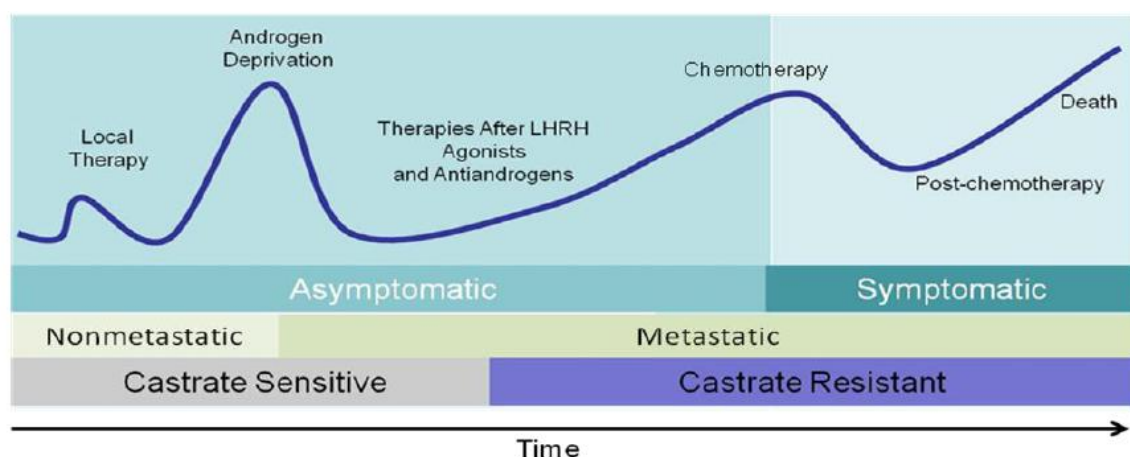 Androgen
Deprivation
Local
Therapy
Therapies After LHRH
Agonists
and Antiandrogens
Chemotherapy
Death
Post-chemotherapy
Asymptomatic
Symptomatic
Nonmetastatic
Metastatic
Castrate Sensitive
Castrate Resistant
Time